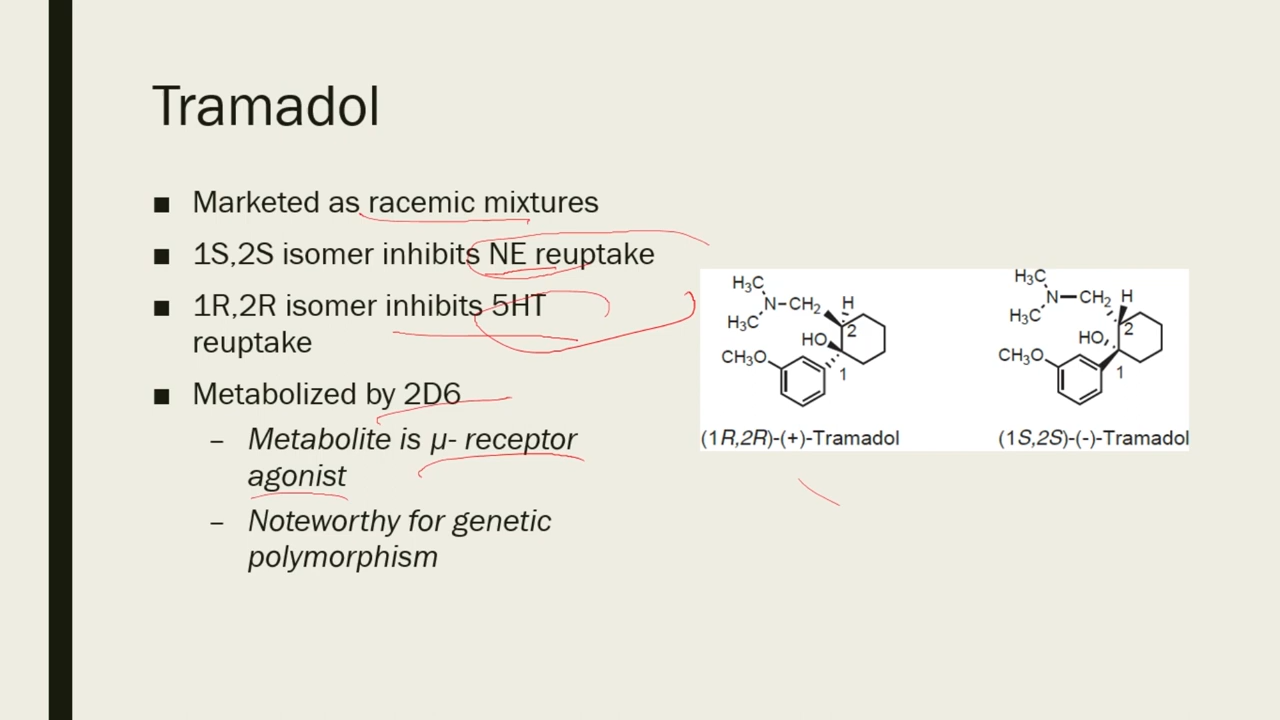 Tramadol
■ Marketed as racemic mixtures
■ 1S,2S isomer inhibits NE reuptake
■ 1R,2R isomer inhibits 5HT
reuptake
■ Metabolized by 2D6
– Metabolite is μ- receptor
agonist
– Noteworthy for genetic
polymorphism
H₃C
N–CH₂ H
H₃C
HO 2
CH₃O
1
(1R,2R)-(+)-Tramadol
H₃C
N–CH₂ H
H₃C
HO 2
CH₃O
1
(1S,2S)-(-)-Tramadol